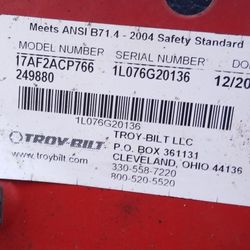 Meets ANSI B71.4 - 2004 Safety Standard
MODEL NUMBER SERIAL NUMBER DO
17AF2ACP766 1L076G20136 12/20
249880
1L076G20136
TROY-BILT TROY-BILT LLC
www.troybilt.com P.O. BOX 361131
CLEVELAND, OHIO 44136
330-558-7220
800-520-5520